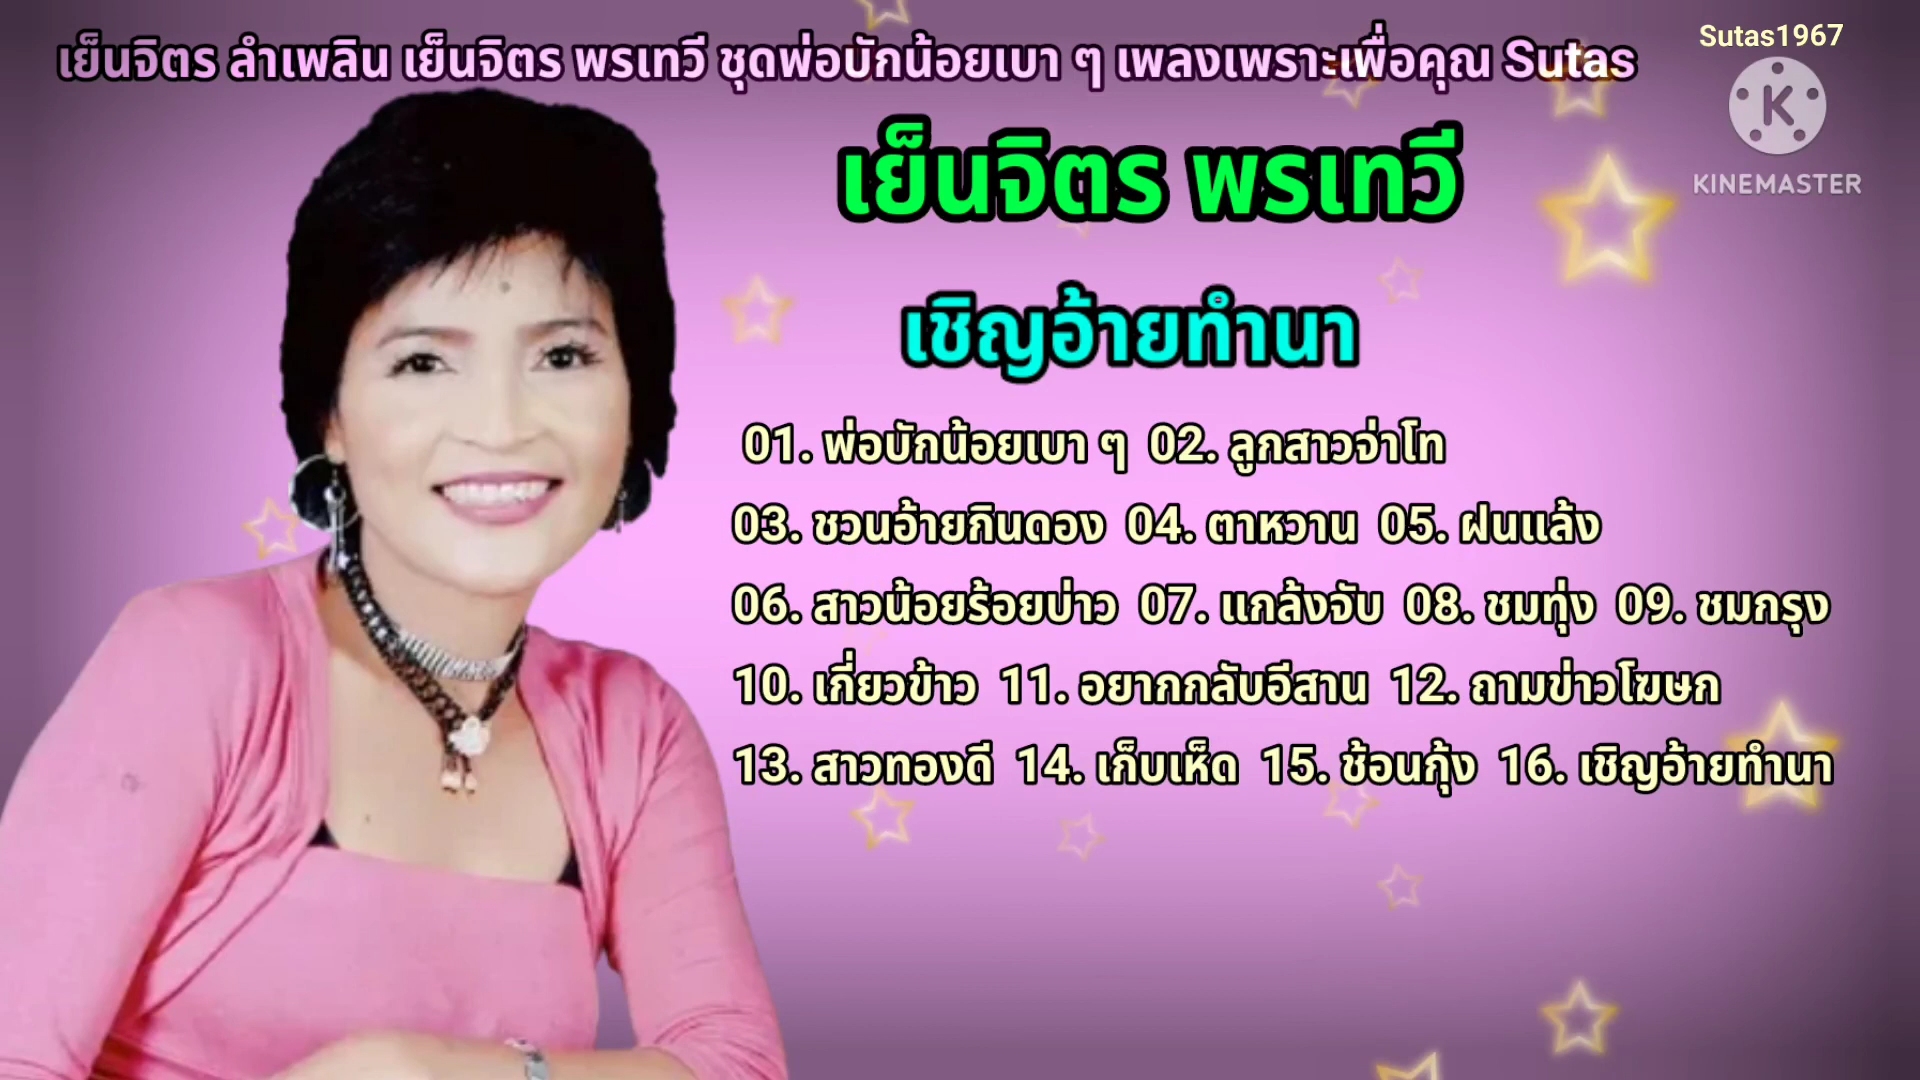 เย็นจิตร ลำเพลิน เย็นจิตร พรเทวี ชุดพ่อบักน้อยเบา ๆ เพลงเพราะเพื่อคุณ Sutas
Sutas1967
K
KINEMASTER
เย็นจิตร พรเทวี
เชิญอ้ายทำนา
01. พ่อบักน้อยเบา ๆ 02. ลูกสาวจ่าโท
03. ชวนอ้ายกินดอง 04. ตาหวาน 05. ฝนแล้ง
06. สาวน้อยร้อยบ่าว 07. แกล้งจับ 08. ชมทุ่ง 09. ชมกรุง
10. เกี่ยวข้าว 11. อยากกลับอีสาน 12. ถามข่าวโฆษก
13. สาวทองดี 14. เก็บเห็ด 15. ช้อนกุ้ง 16. เชิญอ้ายทำนา